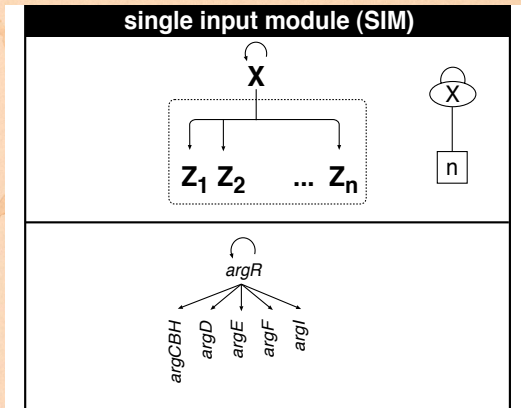 single input module (SIM)
X
X
Z1 Z2 ... Zn
n
argR
argCBH argD argE argF argI